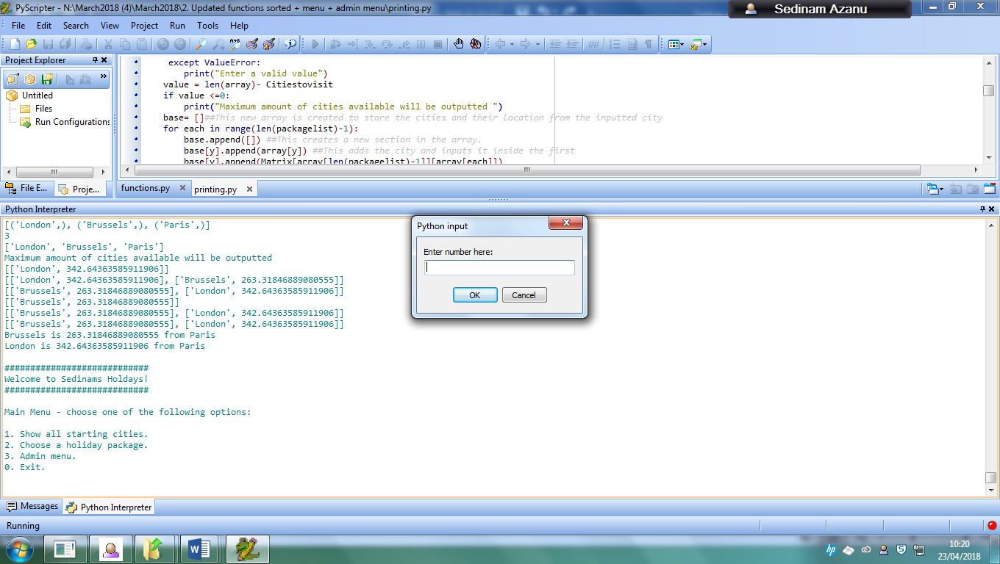 PyScripter - N:\March2018 (4)\March2018\2. Updated functions sorted + menu + admin menu\printing.py
Sedinam Azanu
File Edit Search View Project Run Tools Help
Project Explorer
Untitled
Files
Run Configurations
File E... Proje...
except ValueError:
print("Enter a valid value")
value = len(array)- Citiestovisit
if value <=0:
print("Maximum amount of cities available will be outputted ")
base= []##This new array is created to store the cities and their location from the inputted city
for each in range(len(packagelist)-1):
base.append([]) ##This creates a new section in the array.
base[y].append(array[y]) ##This adds the city and inputs it inside the first
base[y].append(Matrix[array[len(packagelist)-1]][array[each]])
functions.py printing.py
Python Interpreter
[('London',), ('Brussels',), ('Paris',)]
3
['London', 'Brussels', 'Paris']
Maximum amount of cities available will be outputted
[['London', 342.64363585911906]]
[['London', 342.64363585911906], ['Brussels', 263.31846889080555]]
[['Brussels', 263.31846889080555], ['London', 342.64363585911906]]
[['Brussels', 263.31846889080555]]
[['Brussels', 263.31846889080555], ['London', 342.64363585911906]]
[['Brussels', 263.31846889080555], ['London', 342.64363585911906]]
Brussels is 263.31846889080555 from Paris
London is 342.64363585911906 from Paris
############################
Welcome to Sedinams Holdays!
############################
Main Menu - choose one of the following options:
1. Show all starting cities.
2. Choose a holiday package.
3. Admin menu.
0. Exit.
Python input
Enter number here:
OK Cancel
Messages Python Interpreter
Running
10:20
23/04/2018